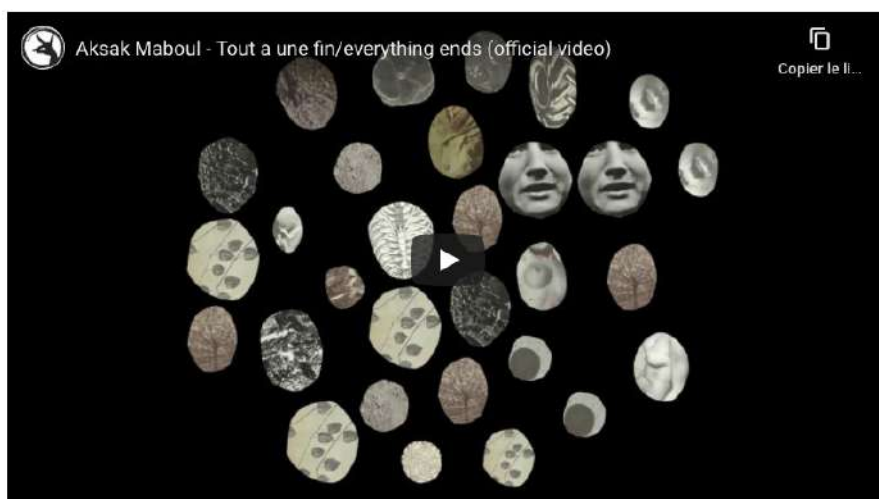 Aksak Maboul - Tout a une fin/everything ends (official video)
Copier le li...